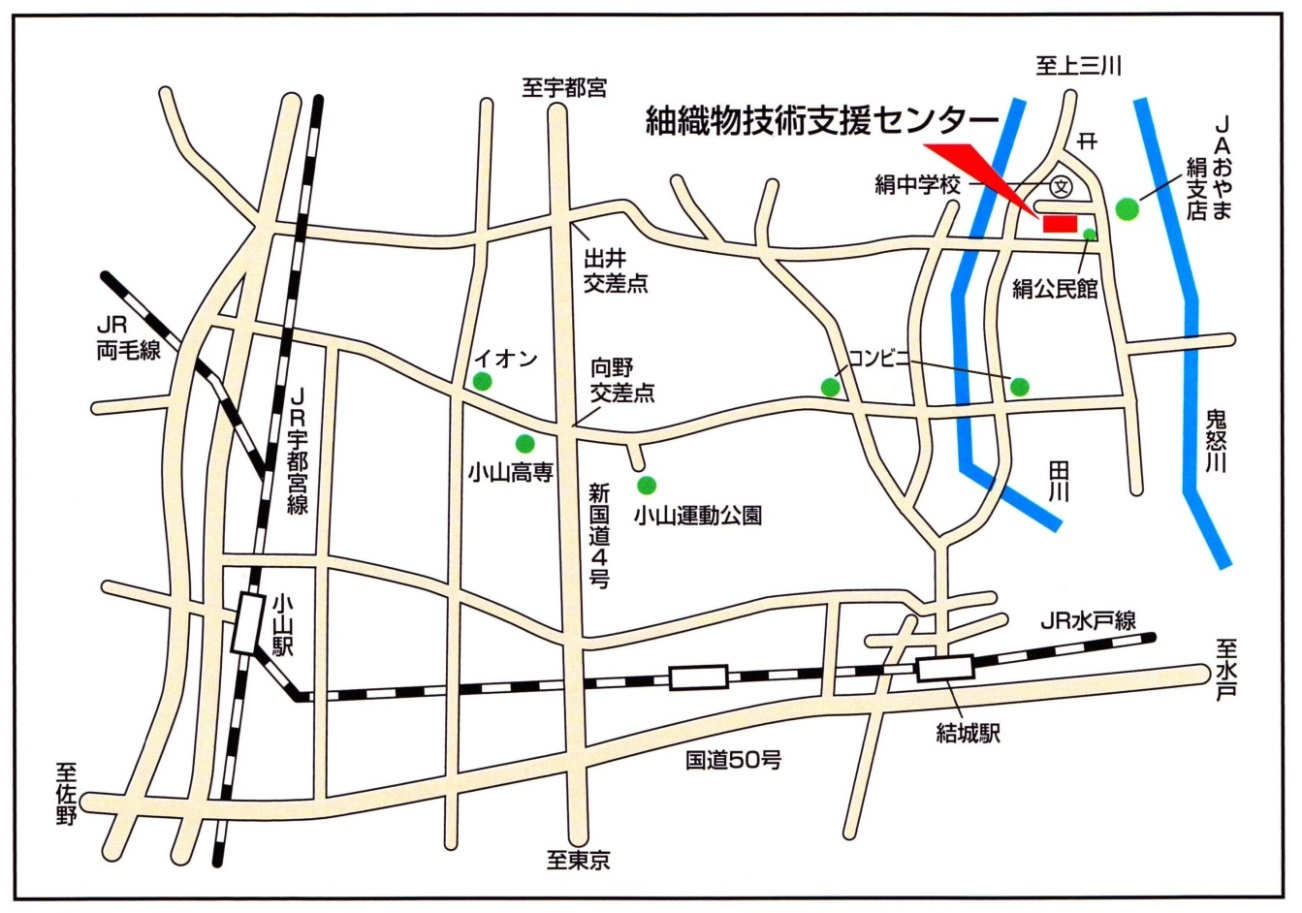 至宇都宮
至上三川
紬織物技術支援センター
JAおやま
絹支店
絹中学校
文
出井
交差点
絹公民館
JR
両毛線
イオン
向野
交差点
コンビニ
JR宇都宮線
小山高専
小山運動公園
新国道4号
田川
鬼怒川
小山駅
JR水戸線
至水戸
結城駅
国道50号
至佐野
至東京